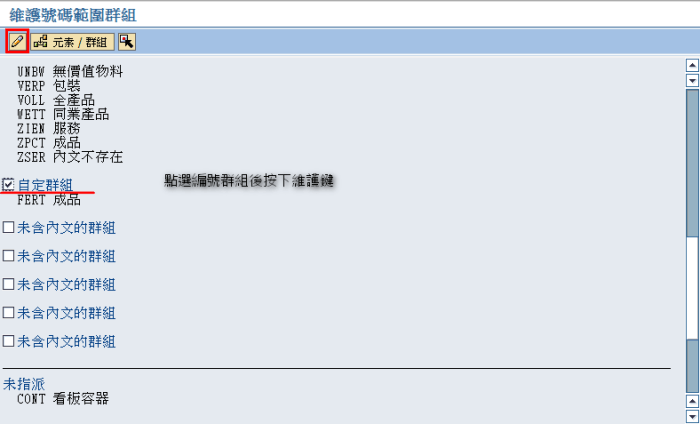 維護號碼範圍群組
元素 / 群組
UNBW 無價值物料
VERP 包裝
VOLL 全產品
WETT 同業產品
ZIEN 服務
ZPCT 成品
ZSER 內文不存在
自定群組
點選編號群組後按下維護鍵
FERT 成品
未含內文的群組
未含內文的群組
未含內文的群組
未含內文的群組
未含內文的群組
未指派
CONT 看板容器